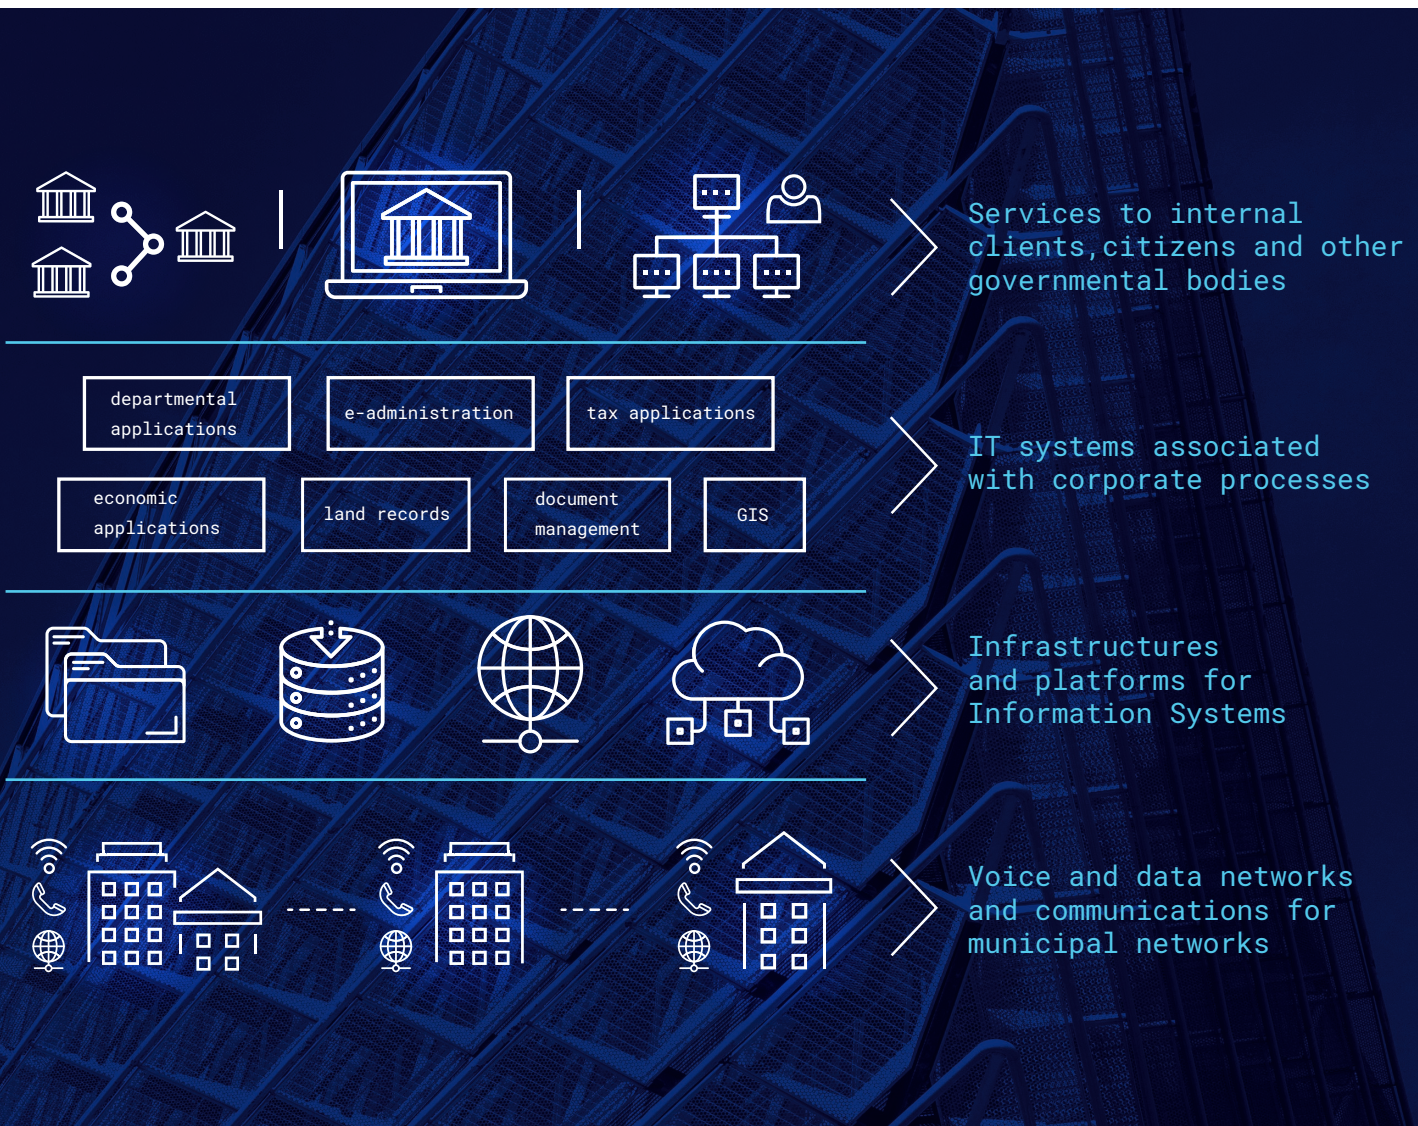 Services to internal
clients,citizens and other
governmental bodies
departmental
applications
e-administration
tax applications
economic
applications
land records
document
management
GIS
IT systems associated
with corporate processes
Infrastructures
and platforms for
Information Systems
Voice and data networks
and communications for
municipal networks